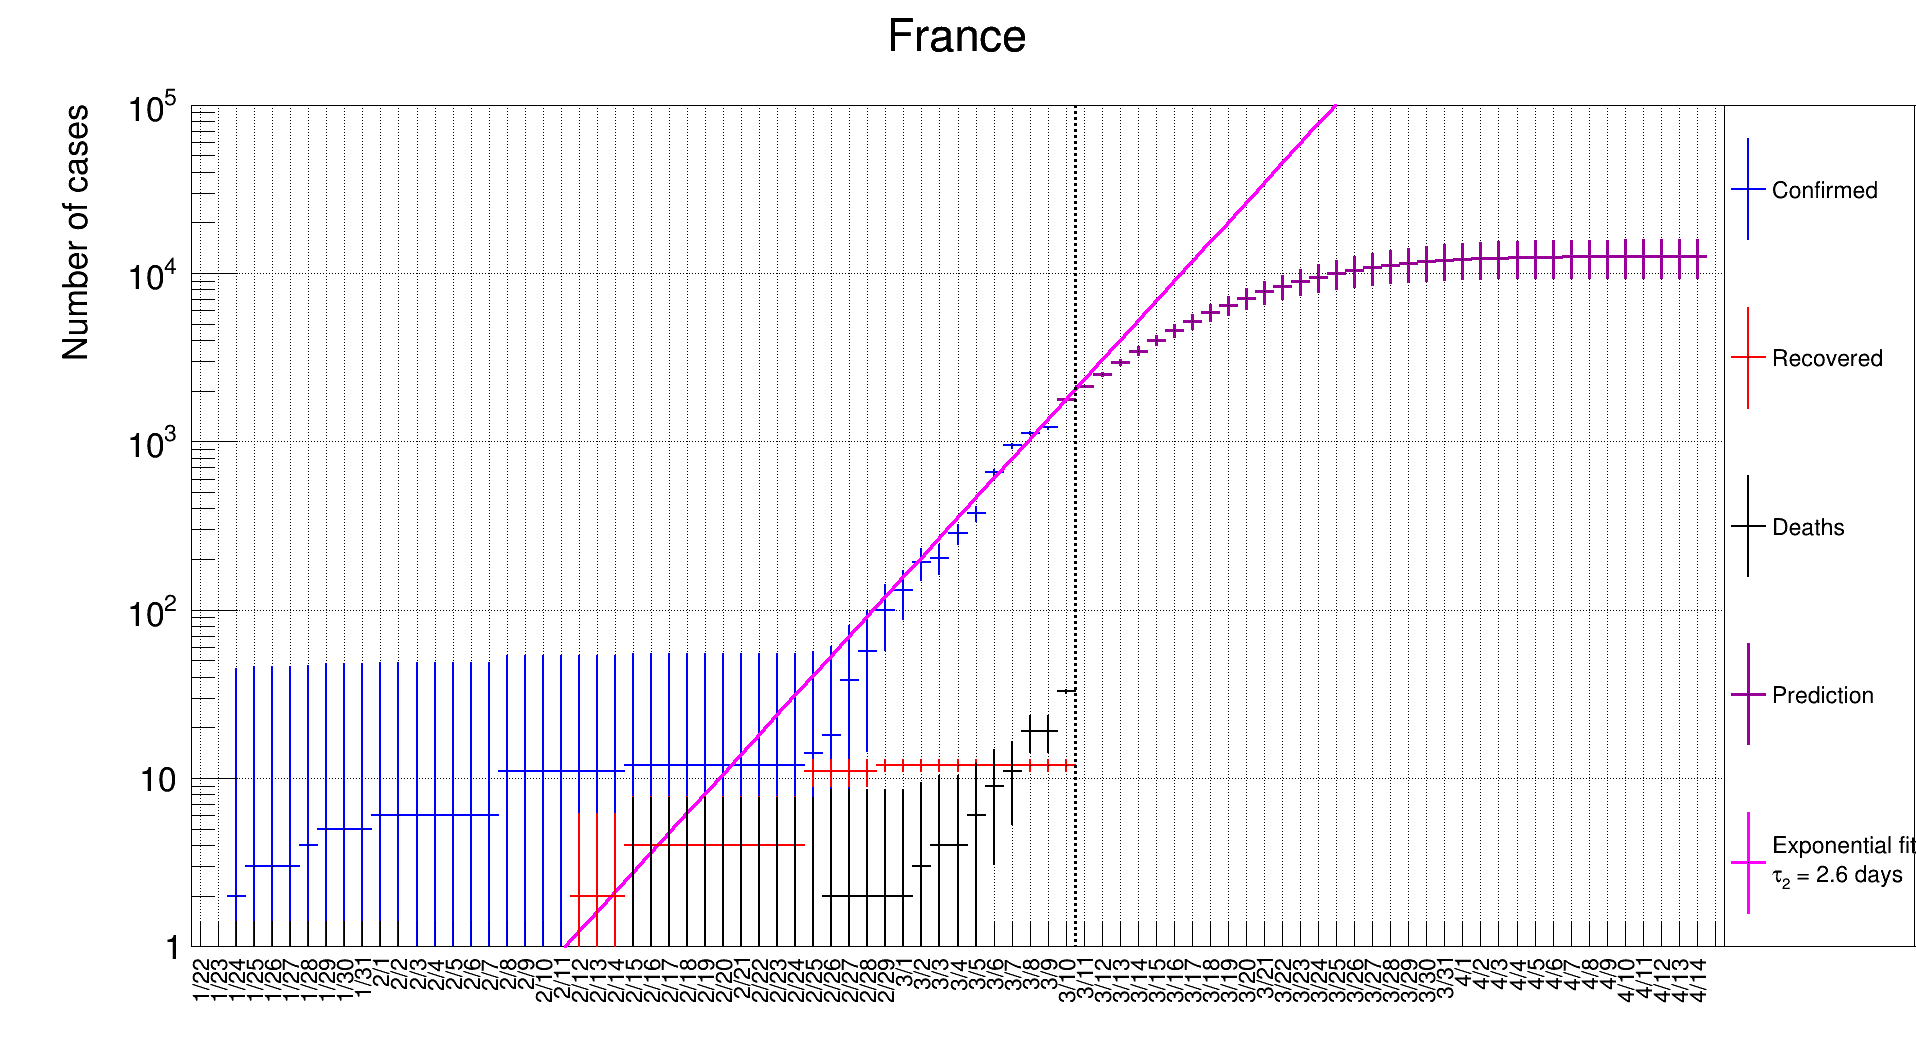 France
Number of cases
10^5
10^4
10^3
10^2
10
1
1/22 1/23 1/24 1/25 1/26 1/27 1/28 1/29 1/30 1/31 2/1 2/2 2/3 2/4 2/5 2/6 2/7 2/8 2/9 2/10 2/11 2/12 2/13 2/14 2/15 2/16 2/17 2/18 2/19 2/20 2/21 2/22 2/23 2/24 2/25 2/26 2/27 2/28 2/29 3/1 3/2 3/3 3/4 3/5 3/6 3/7 3/8 3/9 3/10 3/11 3/12 3/13 3/14 3/15 3/16 3/17 3/18 3/19 3/20 3/21 3/22 3/23 3/24 3/25 3/26 3/27 3/28 3/29 3/30 3/31 4/1 4/2 4/3 4/4 4/5 4/6 4/7 4/8 4/9 4/10 4/11 4/12 4/13 4/14
Confirmed
Recovered
Deaths
Prediction
Exponential fit
τ₂ = 2.6 days